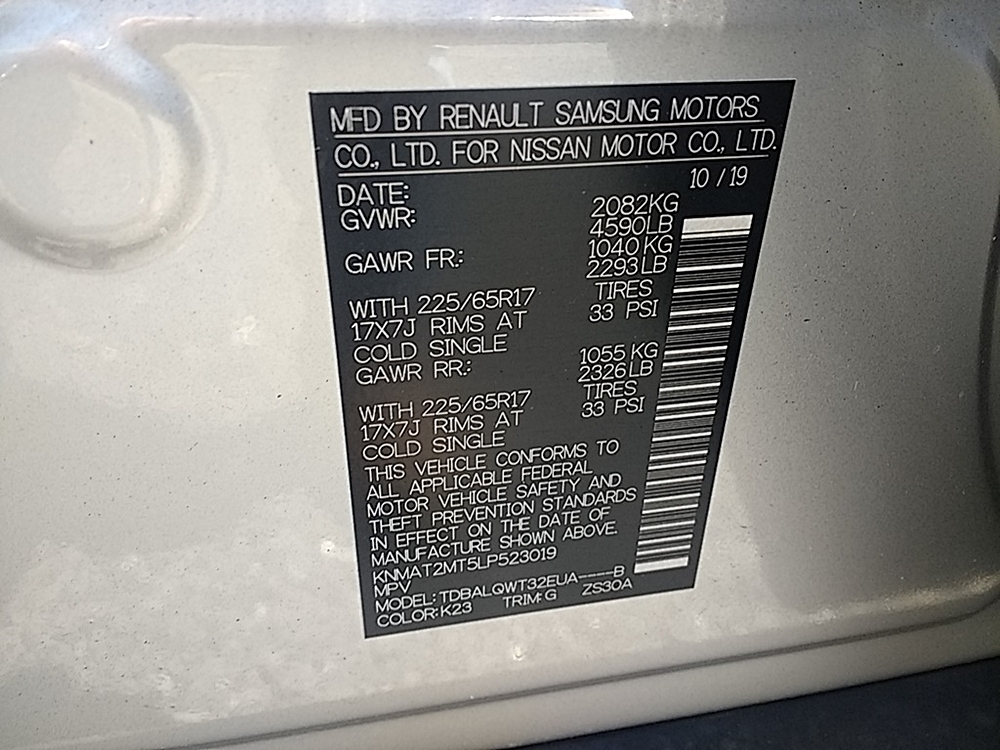 MFD BY RENAULT SAMSUNG MOTORS
CO., LTD. FOR NISSAN MOTOR CO., LTD.
DATE: 10 / 19
GVWR: 2082KG
4590LB
GAWR FR.: 1040 KG
2293 LB
WITH 225/65R17 TIRES
17X7J RIMS AT 33 PSI
COLD SINGLE
GAWR RR.: 1055 KG
2326 LB
WITH 225/65R17 TIRES
17X7J RIMS AT 33 PSI
COLD SINGLE
THIS VEHICLE CONFORMS TO
ALL APPLICABLE FEDERAL
MOTOR VEHICLE SAFETY AND
THEFT PREVENTION STANDARDS
IN EFFECT ON THE DATE OF
MANUFACTURE SHOWN ABOVE.
KNMAT2MT5LP523019
MPV
MODEL: TDBALQWT32EUA----B
COLOR: K23 TRIM: G ZS30A